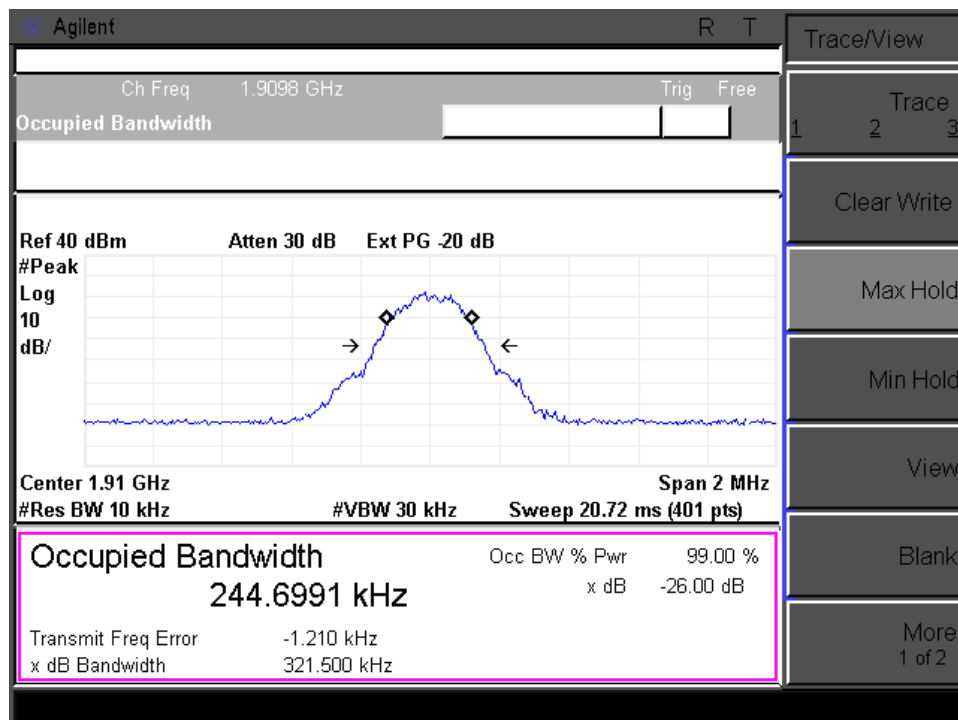 Agilent R T
Ch Freq 1.9098 GHz Trig Free
Occupied Bandwidth
Ref 40 dBm Atten 30 dB Ext PG -20 dB
#Peak
Log
10
dB/
Center 1.91 GHz Span 2 MHz
#Res BW 10 kHz #VBW 30 kHz Sweep 20.72 ms (401 pts)
Occupied Bandwidth
244.6991 kHz
Occ BW % Pwr 99.00 %
x dB -26.00 dB
Transmit Freq Error -1.210 kHz
x dB Bandwidth 321.500 kHz
Trace/View
Trace
1 2 3
Clear Write
Max Hold
Min Hold
View
Blank
More
1 of 2